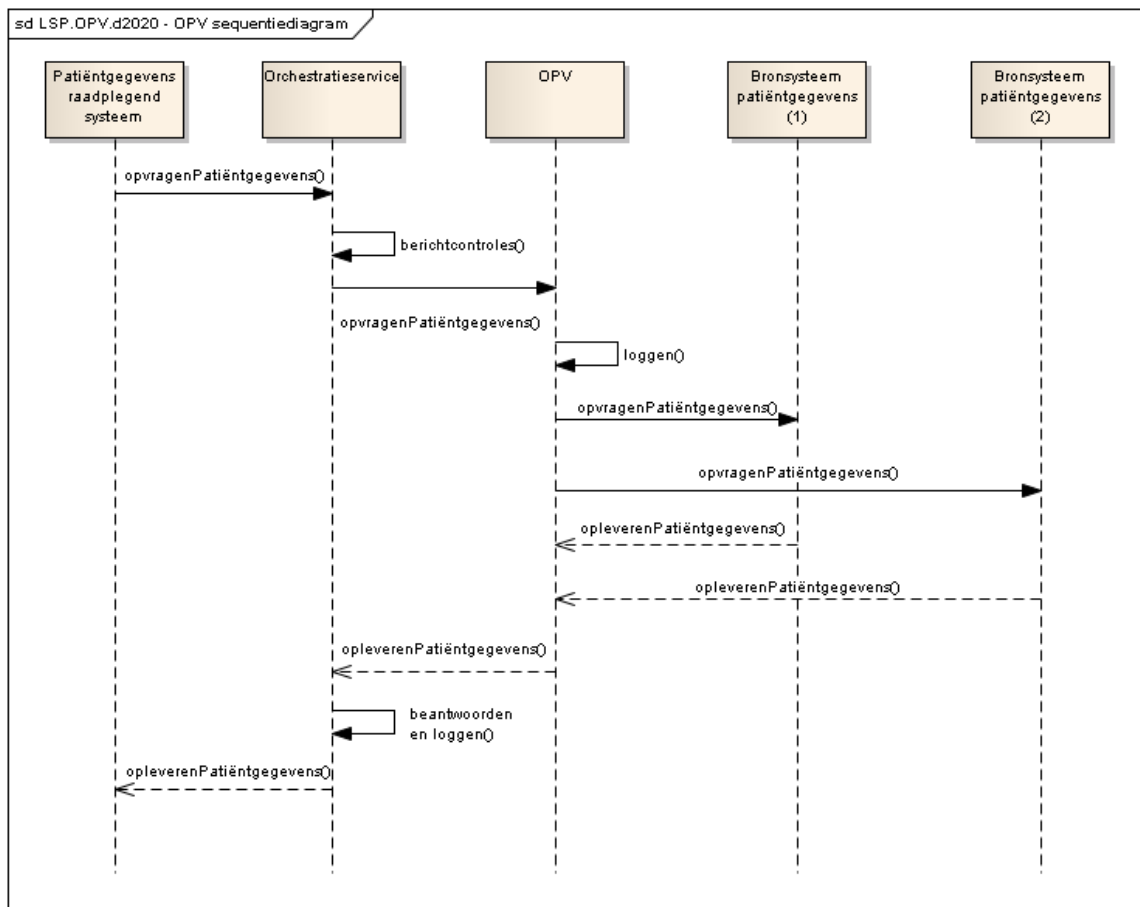 sd LSP.OPV.d2020 - OPV sequentiediagram
Patiëntgegevens
raadplegend
systeem
Orchestratieservice
OPV
Bronsysteem
patiëntgegevens
(1)
Bronsysteem
patiëntgegevens
(2)
opvragenPatiëntgegevens()
berichtcontroles()
opvragenPatiëntgegevens()
loggen()
opvragenPatiëntgegevens()
opvragenPatiëntgegevens()
opleverenPatiëntgegevens()
opleverenPatiëntgegevens()
opleverenPatiëntgegevens()
beantwoorden
en loggen()
opleverenPatiëntgegevens()